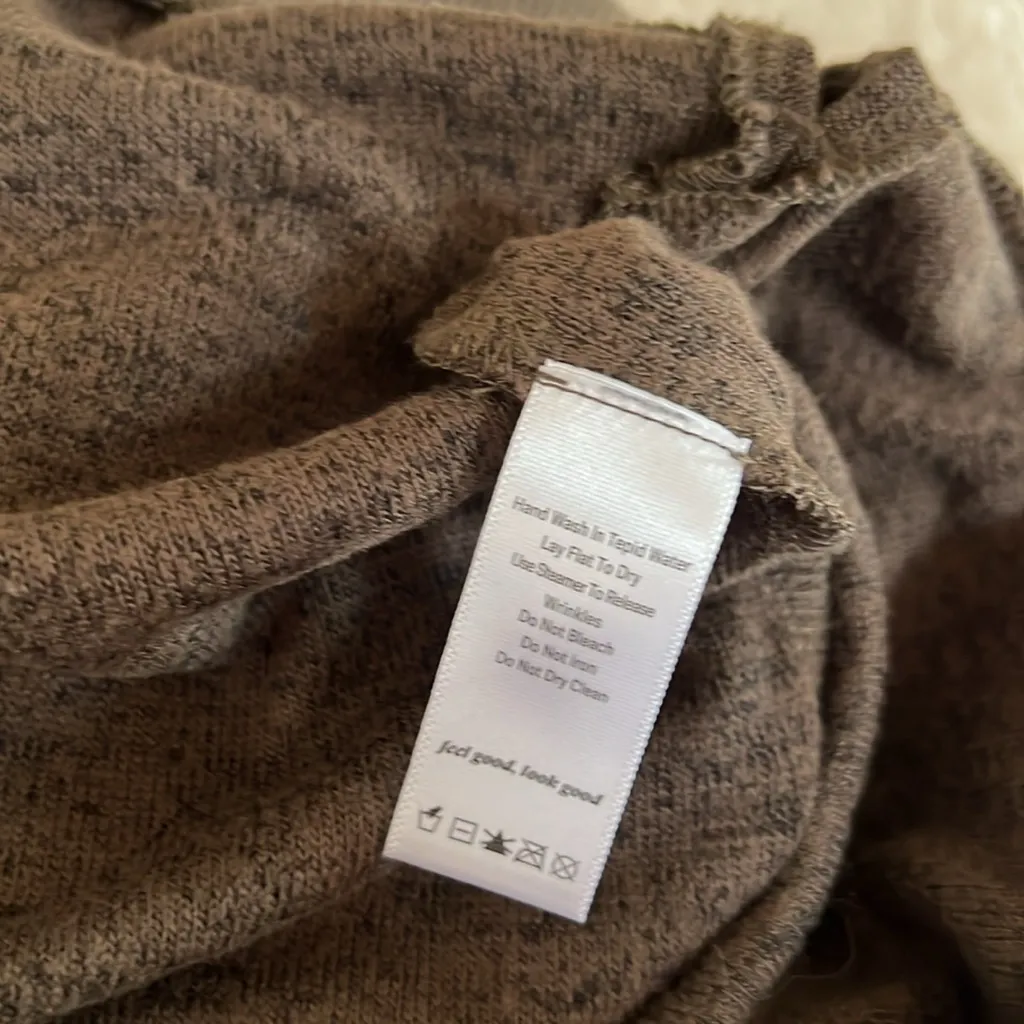 Hand Wash In Tepid Water
Lay Flat To Dry
Use Steamer To Release
Wrinkles
Do Not Bleach
Do Not Iron
Do Not Dry Clean
feel good, look good